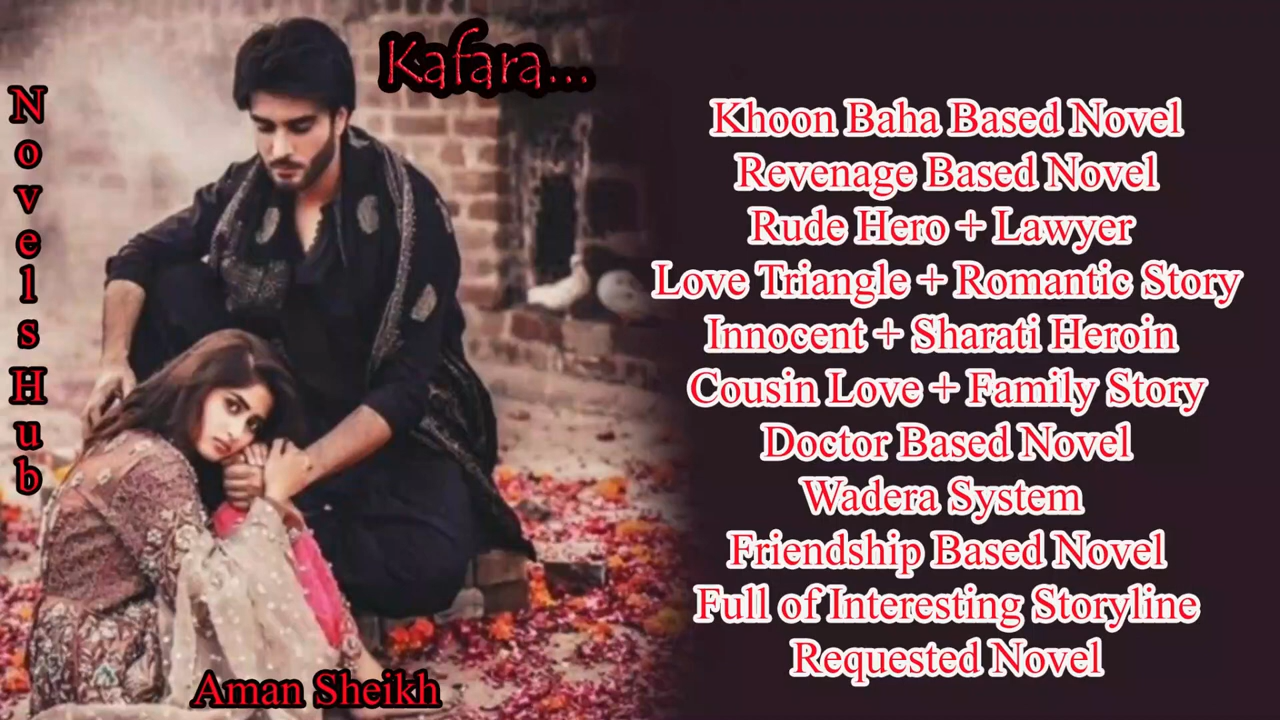 Kafara...
Novels Hub
Khoon Baha Based Novel
Revenage Based Novel
Rude Hero + Lawyer
Love Triangle + Romantic Story
Innocent + Sharati Heroin
Cousin Love + Family Story
Doctor Based Novel
Wadera System
Friendship Based Novel
Full of Interesting Storyline
Requested Novel
Aman Sheikh